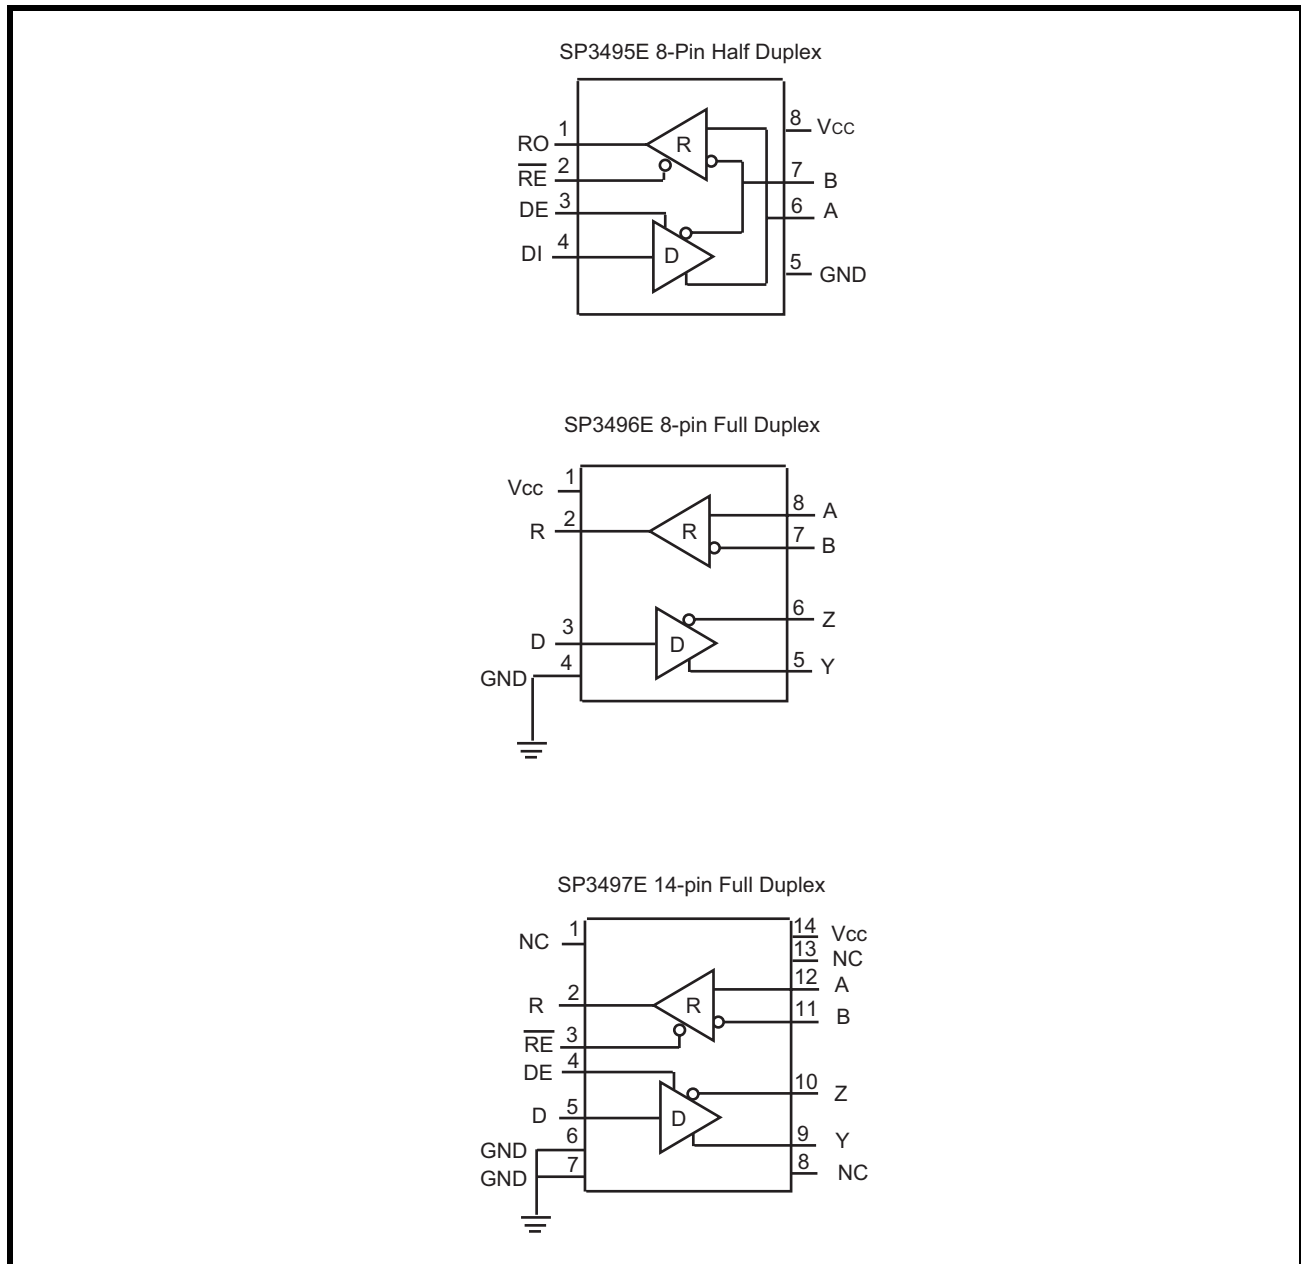 SP3495E 8-Pin Half Duplex
RO 1 R 8 VCC
RE 2 7 B
DE 3 6 A
DI 4 D 5 GND
SP3496E 8-pin Full Duplex
Vcc 1
R 2 R 8 A
7 B
D 3 D 6 Z
GND 4 5 Y
SP3497E 14-pin Full Duplex
NC 1 14 Vcc
13 NC
R 2 R 12 A
RE 3 11 B
DE 4 10 Z
D 5 D 9 Y
GND 6 8 NC
GND 7